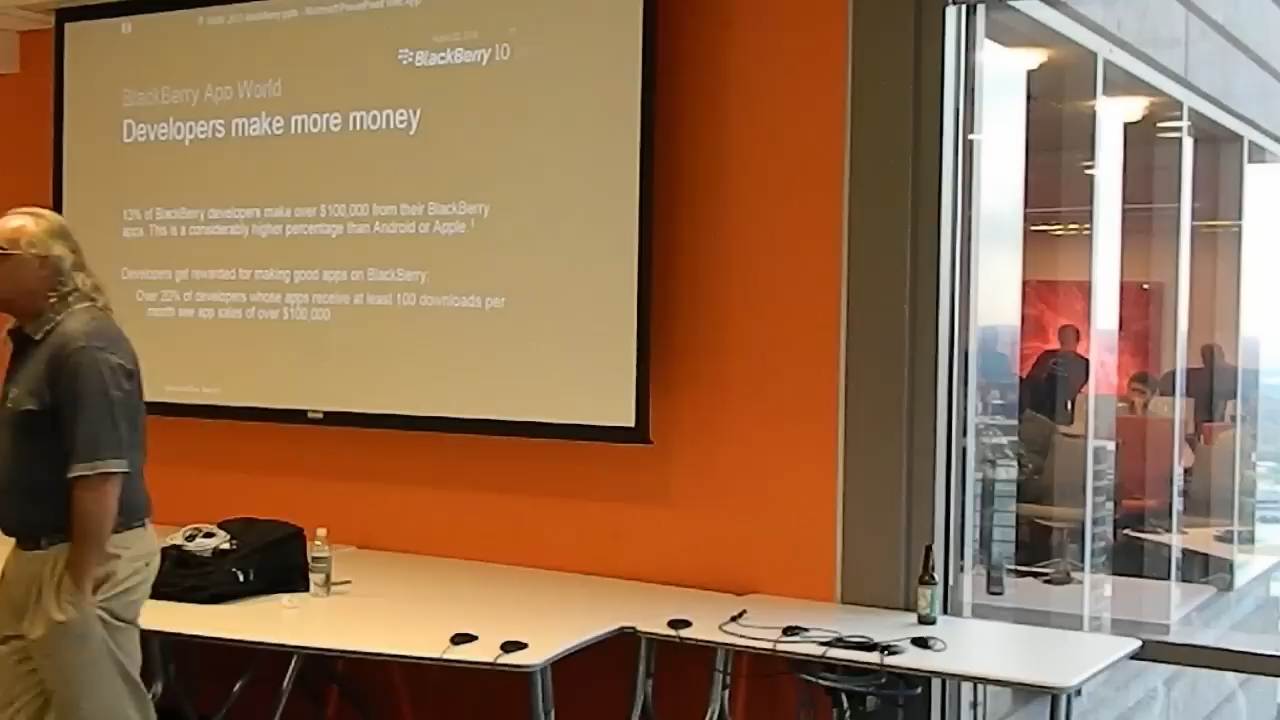 Microsoft PowerPoint
BlackBerry 10
BlackBerry App World
Developers make more money
13% of BlackBerry developers make over $100,000 from their BlackBerry
apps. This is a considerably higher percentage than Android or Apple.¹
Developers get rewarded for making good apps on BlackBerry:
Over 20% of developers whose apps receive at least 100 downloads per
month see app sales of over $100,000